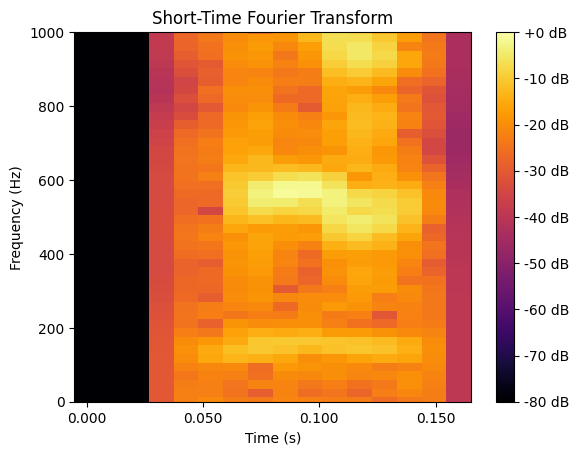 Short-Time Fourier Transform
1000
800
600
400
200
0
Frequency (Hz)
0.000
0.050
0.100
0.150
Time (s)
+0 dB
-10 dB
-20 dB
-30 dB
-40 dB
-50 dB
-60 dB
-70 dB
-80 dB